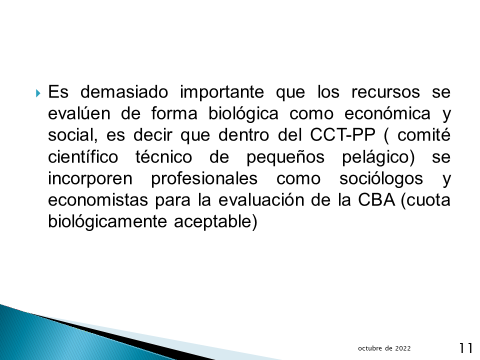 Es demasiado importante que los recursos se
evalúen de forma biológica como económica y
social, es decir que dentro del CCT-PP ( comité
científico técnico de pequeños pelágico) se
incorporen profesionales como sociólogos y
economistas para la evaluación de la CBA (cuota
biológicamente aceptable)
octubre de 2022
11